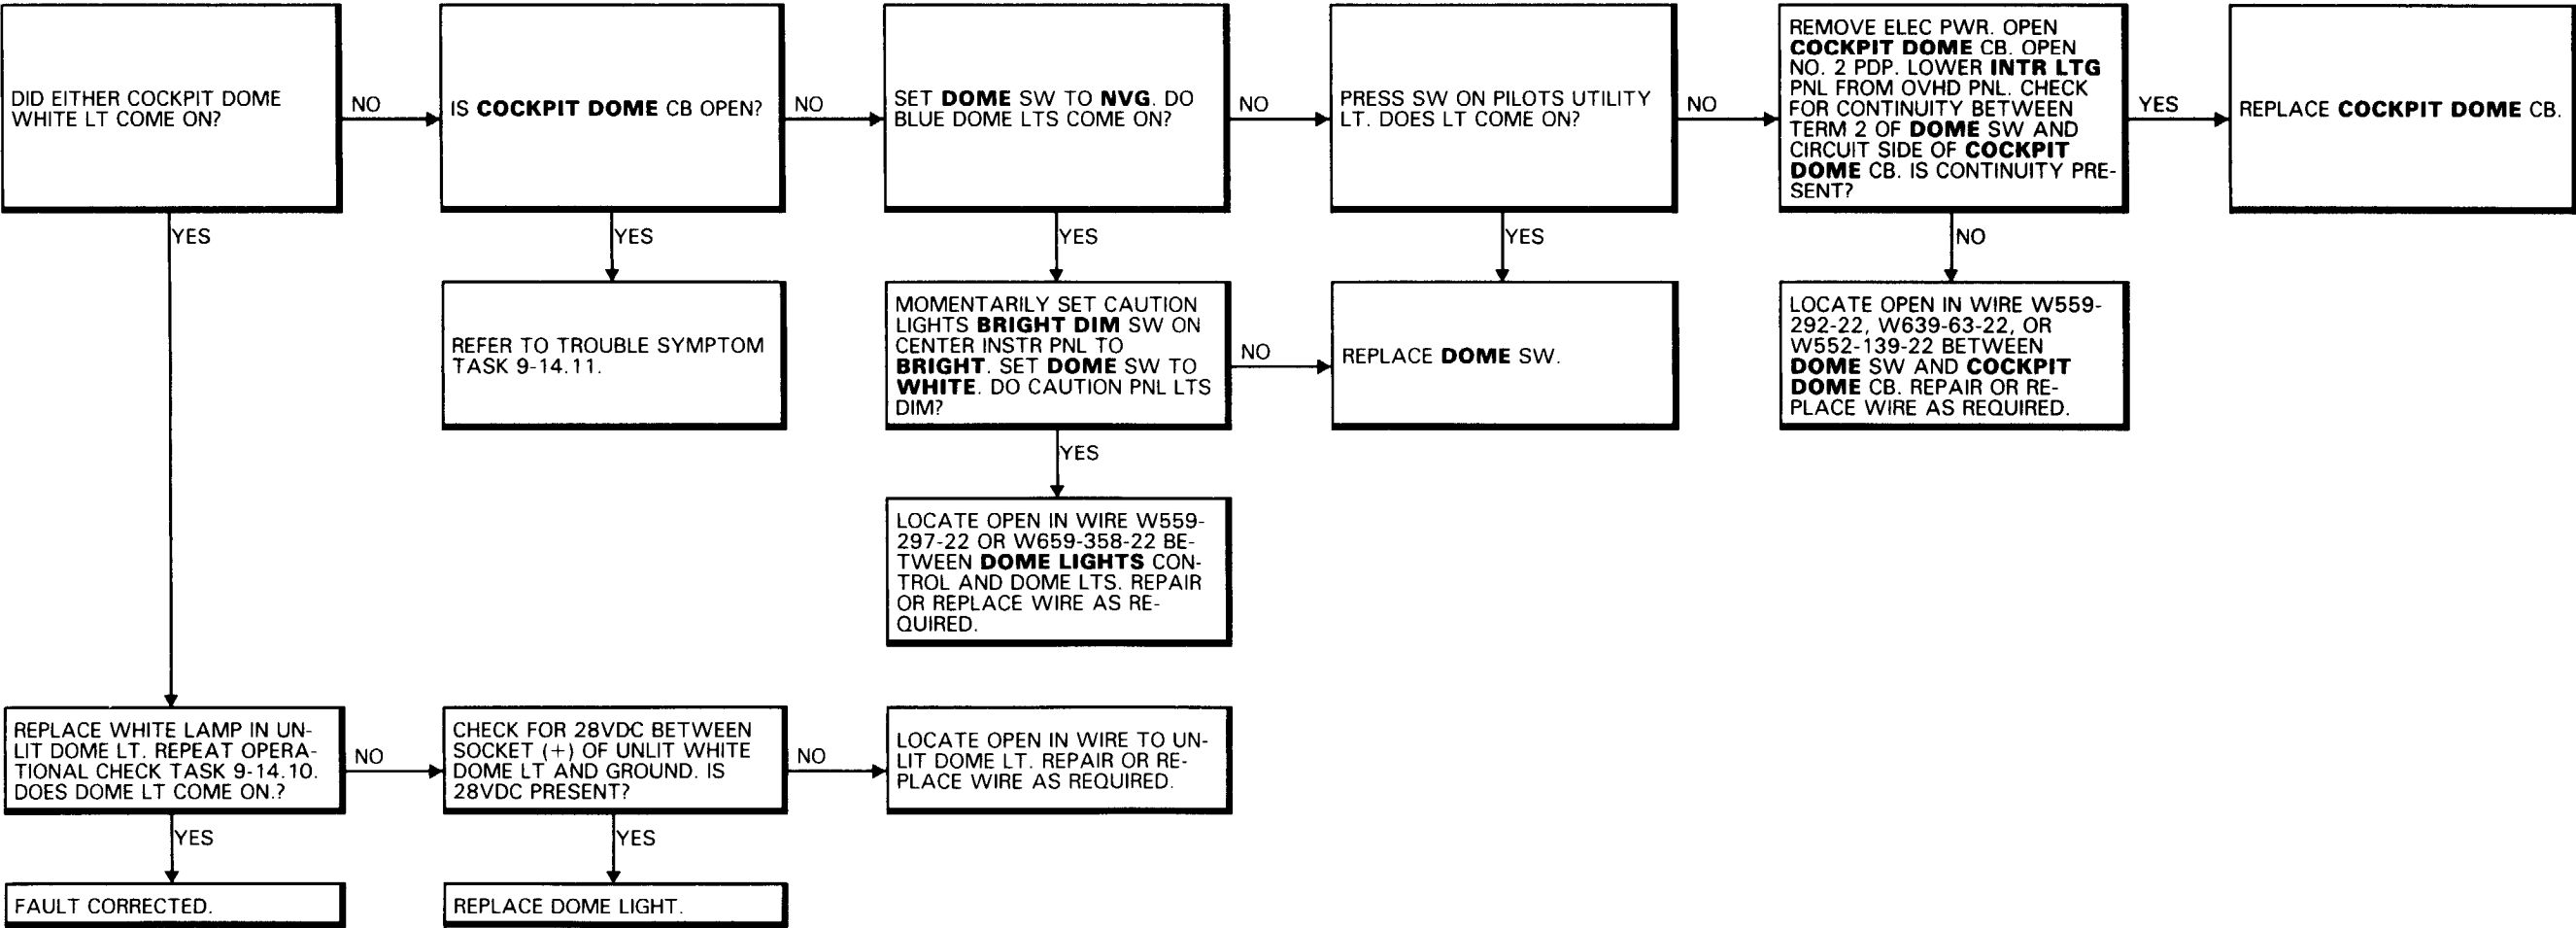 DID EITHER COCKPIT DOME
WHITE LT COME ON?
NO
IS COCKPIT DOME CB OPEN?
NO
SET DOME SW TO NVG. DO
BLUE DOME LTS COME ON?
NO
PRESS SW ON PILOTS UTILITY
LT. DOES LT COME ON?
NO
REMOVE ELEC PWR. OPEN
COCKPIT DOME CB. OPEN
NO. 2 PDP. LOWER INTR LTG
PNL FROM OVHD PNL. CHECK
FOR CONTINUITY BETWEEN
TERM 2 OF DOME SW AND
CIRCUIT SIDE OF COCKPIT
DOME CB. IS CONTINUITY PRE-
SENT?
YES
REPLACE COCKPIT DOME CB.
YES
YES
YES
YES
NO
REFER TO TROUBLE SYMPTOM
TASK 9-14.11.
MOMENTARILY SET CAUTION
LIGHTS BRIGHT DIM SW ON
CENTER INSTR PNL TO
BRIGHT. SET DOME SW TO
WHITE. DO CAUTION PNL LTS
DIM?
NO
REPLACE DOME SW.
LOCATE OPEN IN WIRE W559-
292-22, W639-63-22, OR
W552-139-22 BETWEEN
DOME SW AND COCKPIT
DOME CB. REPAIR OR RE-
PLACE WIRE AS REQUIRED.
YES
LOCATE OPEN IN WIRE W559-
297-22 OR W659-358-22 BE-
TWEEN DOME LIGHTS CON-
TROL AND DOME LTS. REPAIR
OR REPLACE WIRE AS RE-
QUIRED.
REPLACE WHITE LAMP IN UN-
LIT DOME LT. REPEAT OPERA-
TIONAL CHECK TASK 9-14.10.
DOES DOME LT COME ON.?
NO
CHECK FOR 28VDC BETWEEN
SOCKET (+) OF UNLIT WHITE
DOME LT AND GROUND. IS
28VDC PRESENT?
NO
LOCATE OPEN IN WIRE TO UN-
LIT DOME LT. REPAIR OR RE-
PLACE WIRE AS REQUIRED.
YES
YES
FAULT CORRECTED.
REPLACE DOME LIGHT.